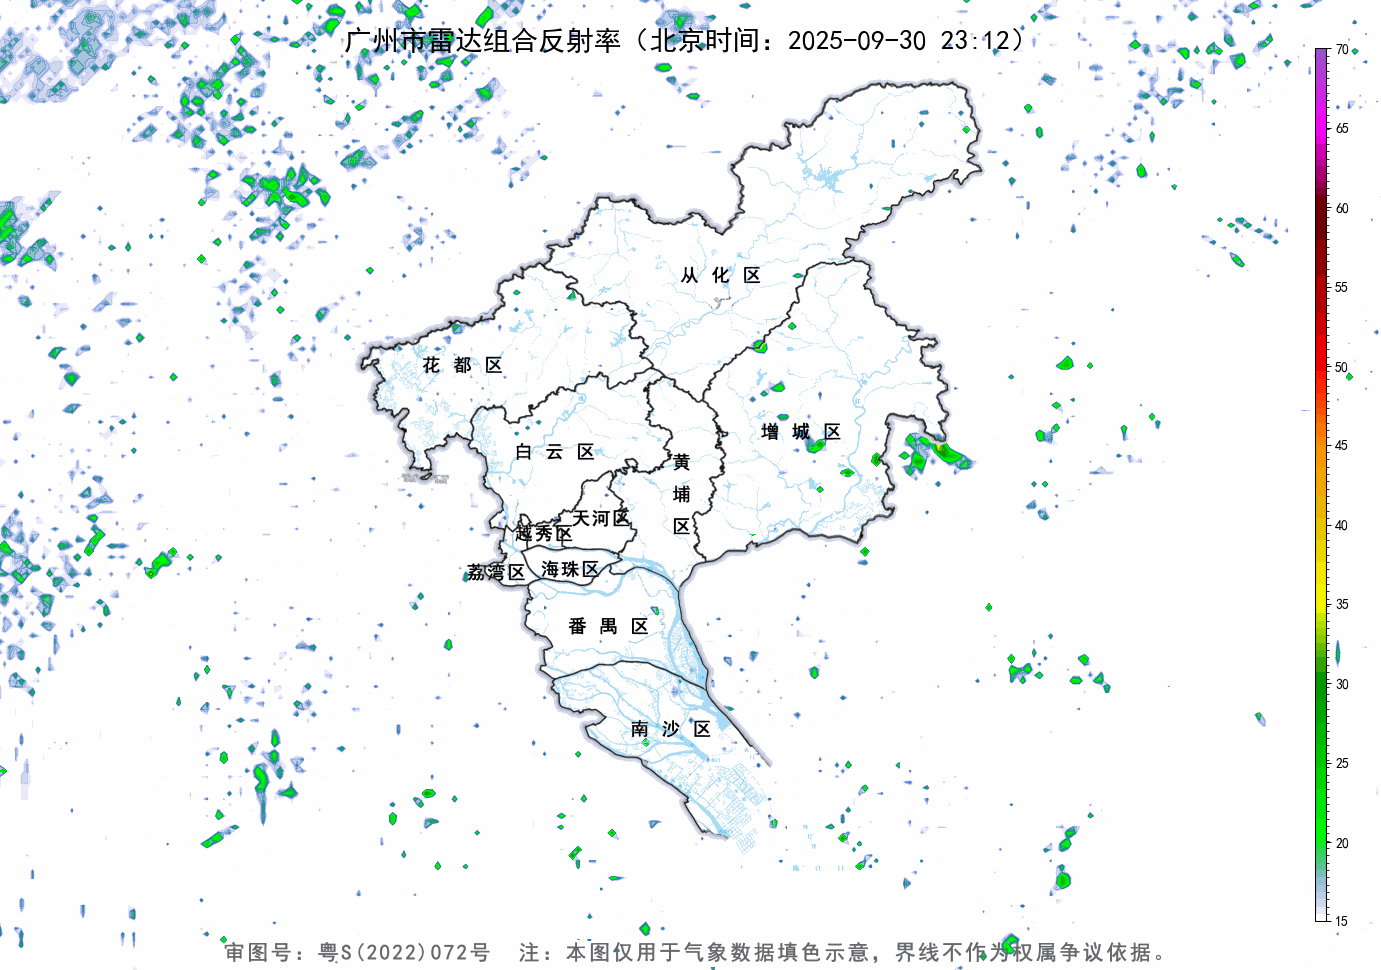 广州市雷达组合反射率（北京时间：2025-09-30 23:12）
70
65
60
55
50
45
40
35
30
25
20
15
从化区
花都区
增城区
白云区
黄埔区
天河区
越秀区
荔湾区
海珠区
番禺区
南沙区
审图号：粤S(2022)072号 注：本图仅用于气象数据填色示意，界线不作为权属争议依据。